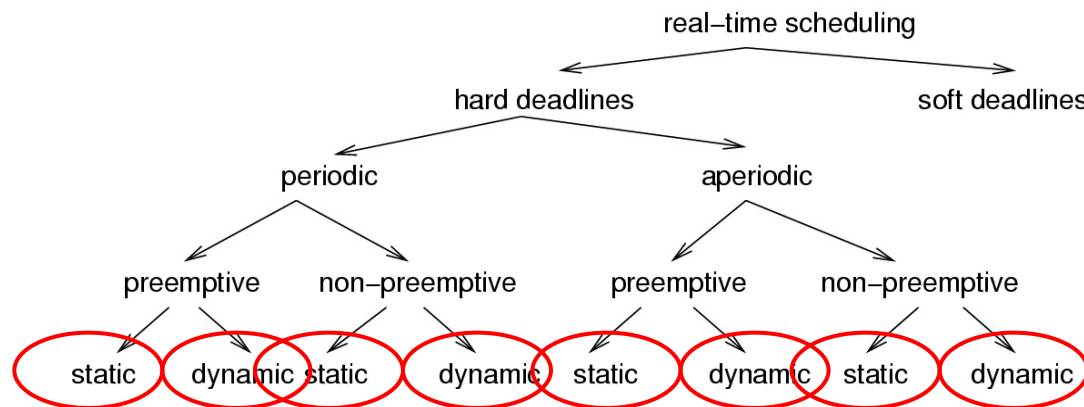 real–time scheduling
hard deadlines soft deadlines
periodic aperiodic
preemptive non–preemptive preemptive non–preemptive
static dynamic static dynamic static dynamic static dynamic